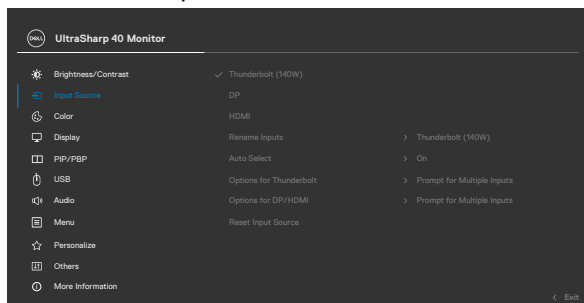 DELL UltraSharp 40 Monitor
Brightness/Contrast ✓ Thunderbolt (140W)
Input Source DP
Color HDMI
Display Rename Inputs > Thunderbolt (140W)
PIP/PBP Auto Select > On
USB Options for Thunderbolt > Prompt for Multiple Inputs
Audio Options for DP/HDMI > Prompt for Multiple Inputs
Menu Reset Input Source
Personalize
Others
More Information
< Exit